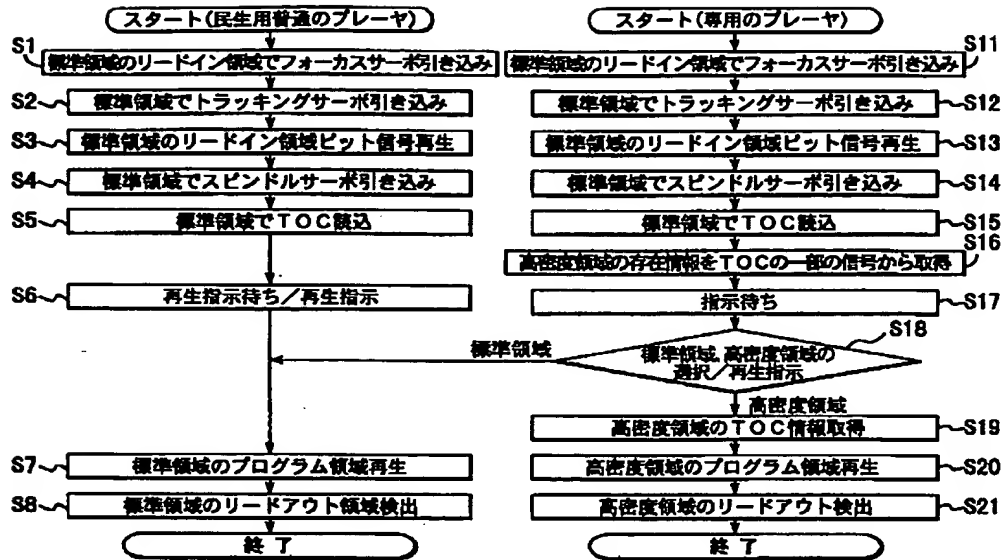 スタート(民生用普通のプレーヤ)
S1
標準領域のリードイン領域でフォーカスサーボ引き込み
S2
標準領域でトラッキングサーボ引き込み
S3
標準領域のリードイン領域ピット信号再生
S4
標準領域でスピンドルサーボ引き込み
S5
標準領域でTOC読込
S6
再生指示待ち/再生指示
S7
標準領域のプログラム領域再生
S8
標準領域のリードアウト領域検出
終了
スタート(専用のプレーヤ)
S11
標準領域のリードイン領域でフォーカスサーボ引き込み
S12
標準領域でトラッキングサーボ引き込み
S13
標準領域のリードイン領域ピット信号再生
S14
標準領域でスピンドルサーボ引き込み
S15
標準領域でTOC読込
S16
高密度領域の存在情報をTOCの一部の信号から取得
S17
指示待ち
S18
標準領域、高密度領域の
選択/再生指示
標準領域
高密度領域
S19
高密度領域のTOC情報取得
S20
高密度領域のプログラム領域再生
S21
高密度領域のリードアウト検出
終了